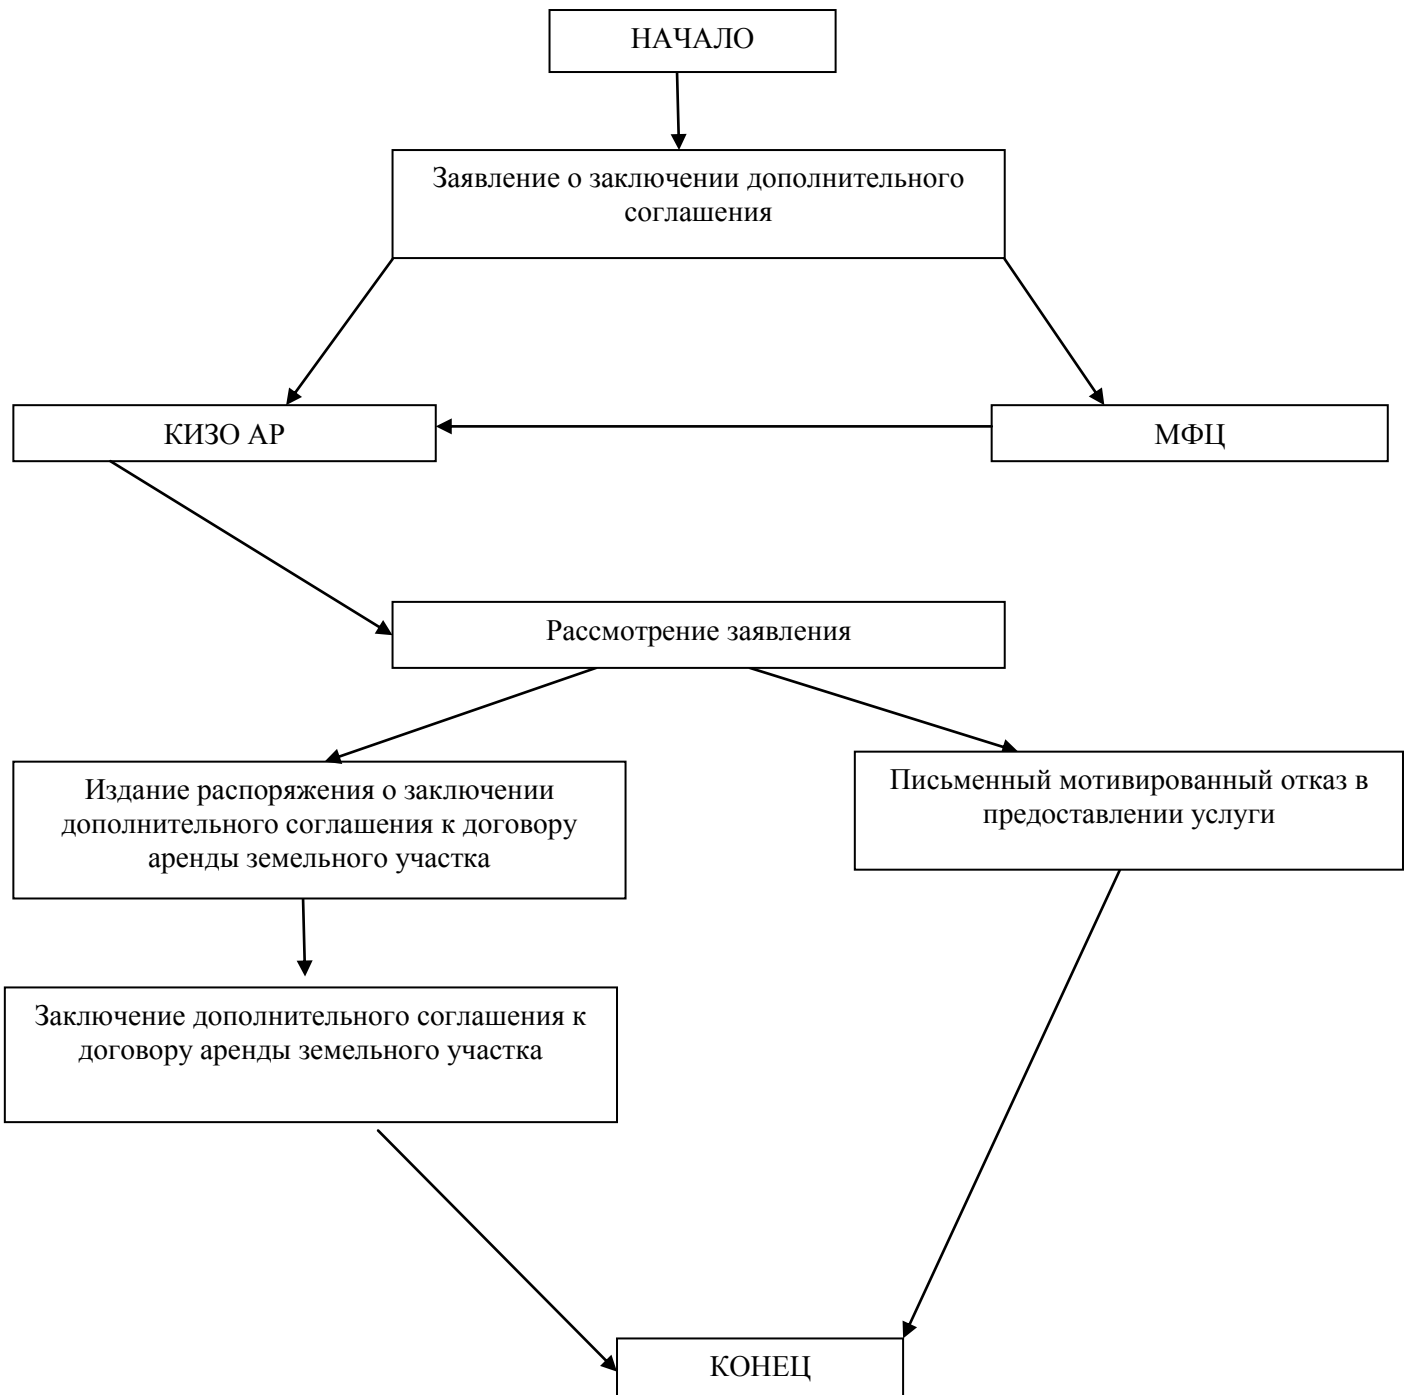 НАЧАЛО
Заявление о заключении дополнительного
соглашения
КИЗО АР
МФЦ
Рассмотрение заявления
Издание распоряжения о заключении
дополнительного соглашения к договору
аренды земельного участка
Письменный мотивированный отказ в
предоставлении услуги
Заключение дополнительного соглашения к
договору аренды земельного участка
КОНЕЦ